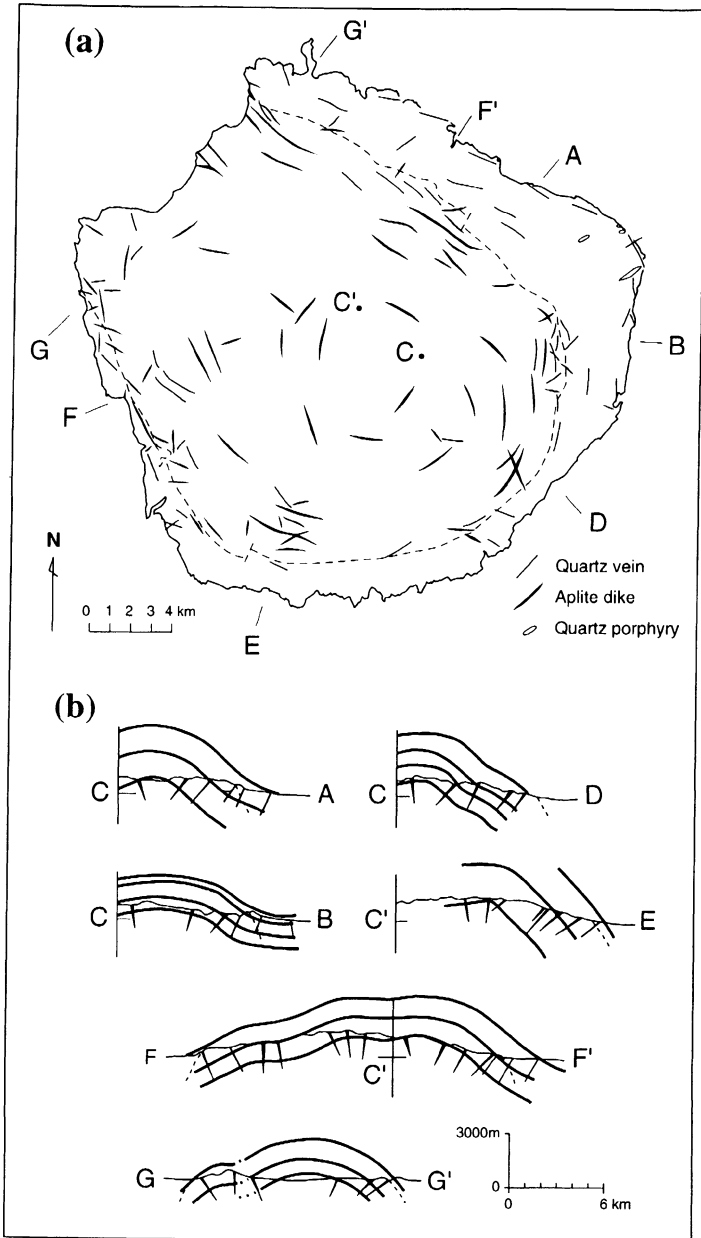 (a)
G'
F'
A
C'
C
B
G
F
D
E
N
0 1 2 3 4 km
Quartz vein
Aplite dike
Quartz porphyry
(b)
C A
C D
C B
C' E
F C' F'
G G'
3000m
0
0 6 km